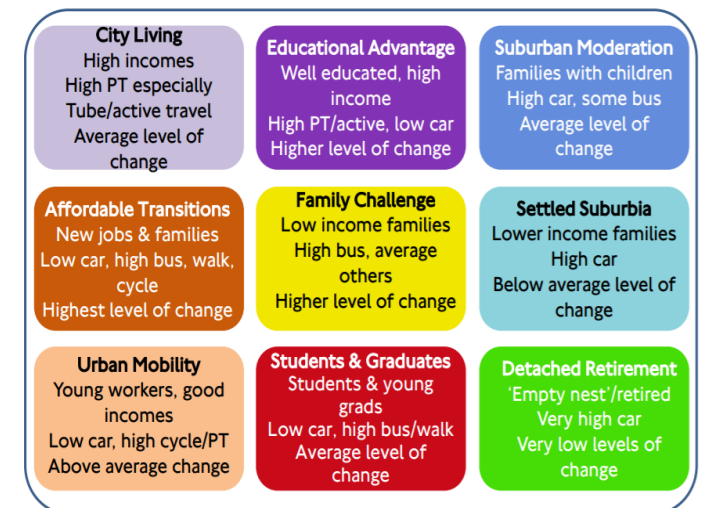 City Living
High incomes
High PT especially
Tube/active travel
Average level of
change
Educational Advantage
Well educated, high
income
High PT/active, low car
Higher level of change
Suburban Moderation
Families with children
High car, some bus
Average level of
change
Affordable Transitions
New jobs & families
Low car, high bus, walk,
cycle
Highest level of change
Family Challenge
Low income families
High bus, average
others
Higher level of change
Settled Suburbia
Lower income families
High car
Below average level of
change
Urban Mobility
Young workers, good
incomes
Low car, high cycle/PT
Above average change
Students & Graduates
Students & young
grads
Low car, high bus/walk
Average level of
change
Detached Retirement
‘Empty nest’/retired
Very high car
Very low levels of
change